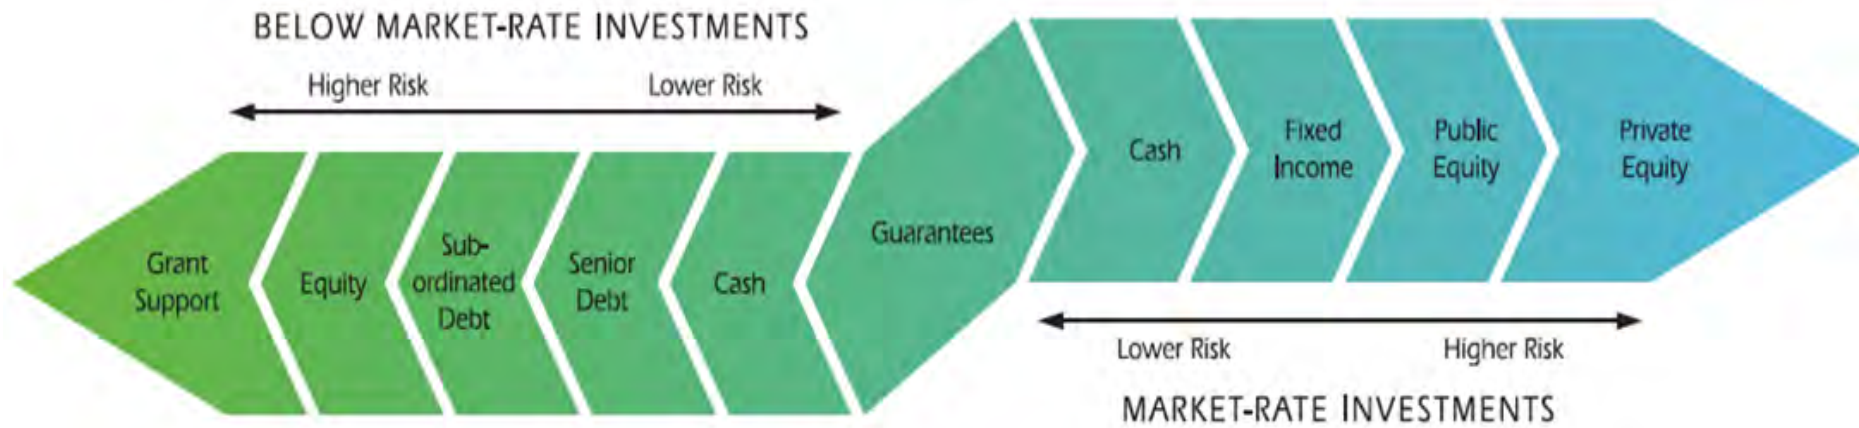 BELOW MARKET-RATE INVESTMENTS
Higher Risk
Lower Risk
Grant
Support
Equity
Sub-
ordinated
Debt
Senior
Debt
Cash
Guarantees
Cash
Fixed
Income
Public
Equity
Private
Equity
Lower Risk
Higher Risk
MARKET-RATE INVESTMENTS